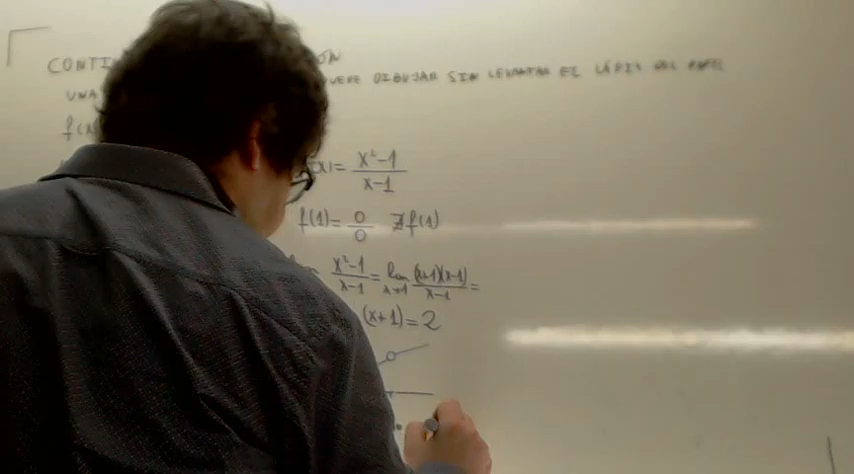 CONTI
UEDE DIBUJAR SIN LEVANTAR EL LÁPIZ DEL PAPEL
UNA
f(x
(x)= x²-1 / x-1
f(1)= 0/0 ∄f(1)
x²-1 / x-1 = lim x→1 (x+1)(x-1) / x-1 =
(x+1)=2